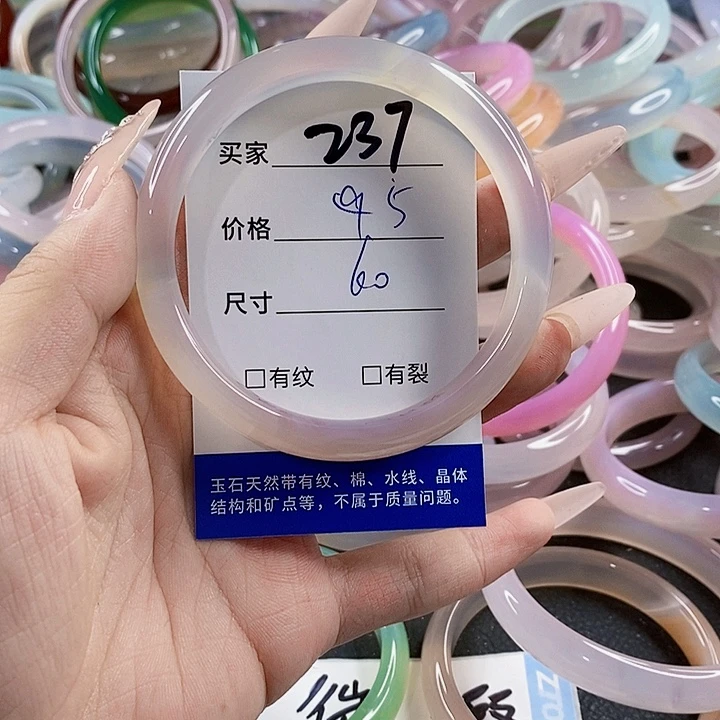 买家 237
价格 95
尺寸 60
□有纹 □有裂
玉石天然带有纹、棉、水线、晶体
结构和矿点等，不属于质量问题。